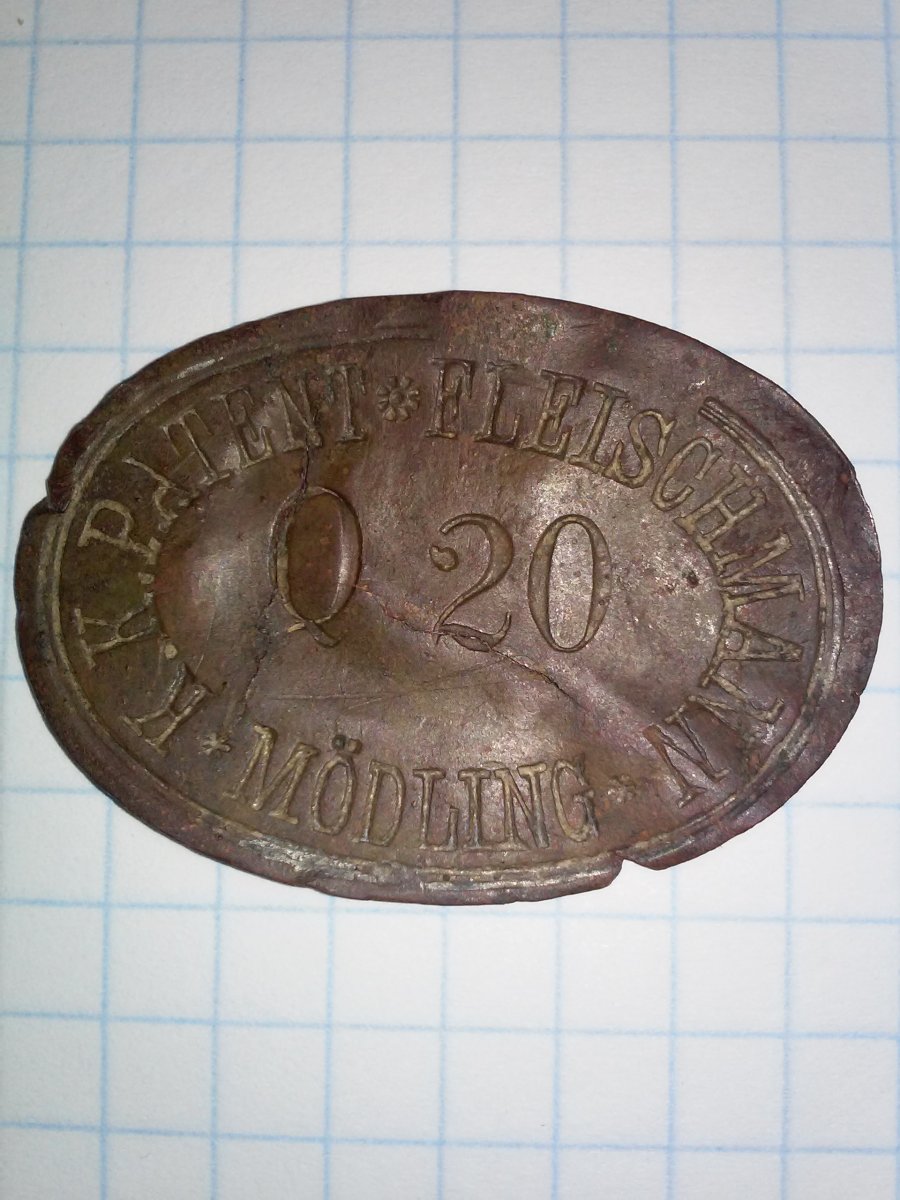 K. K. PATENT * FLEISCHMANN
Q 20
* MÖDLING *